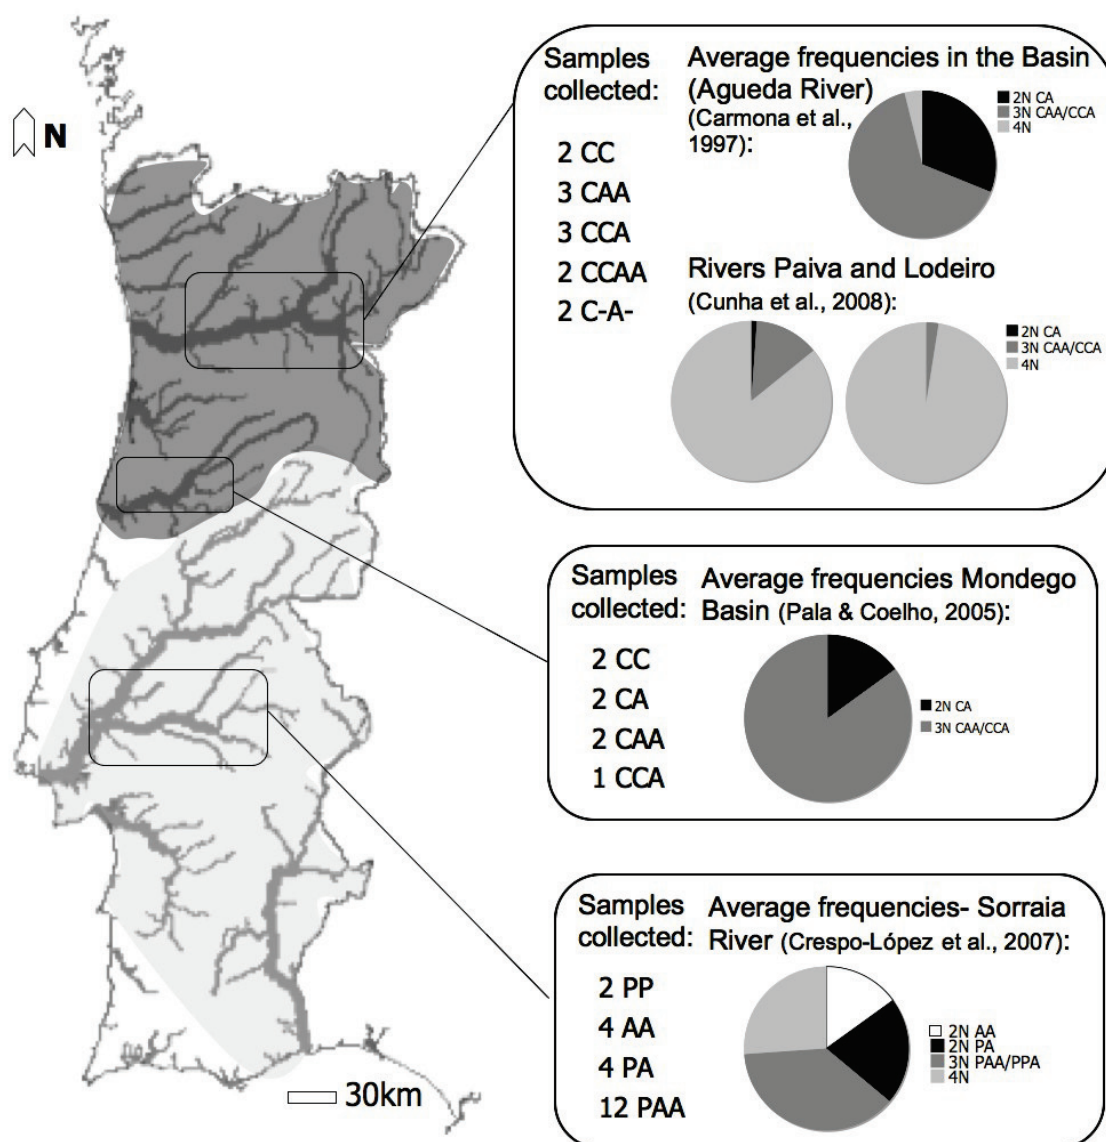 N
30km
Samples
collected:
2 CC
3 CAA
3 CCA
2 CCAA
2 C-A-
Average frequencies in the Basin
(Agueda River)
(Carmona et al.,
1997):
2N CA
3N CAA/CCA
4N
Rivers Paiva and Lodeiro
(Cunha et al., 2008):
2N CA
3N CAA/CCA
4N
Samples
collected:
2 CC
2 CA
2 CAA
1 CCA
Average frequencies Mondego
Basin (Pala & Coelho, 2005):
2N CA
3N CAA/CCA
Samples
collected:
2 PP
4 AA
4 PA
12 PAA
Average frequencies- Sorraia
River (Crespo-López et al., 2007):
2N AA
2N PA
3N PAA/PPA
4N